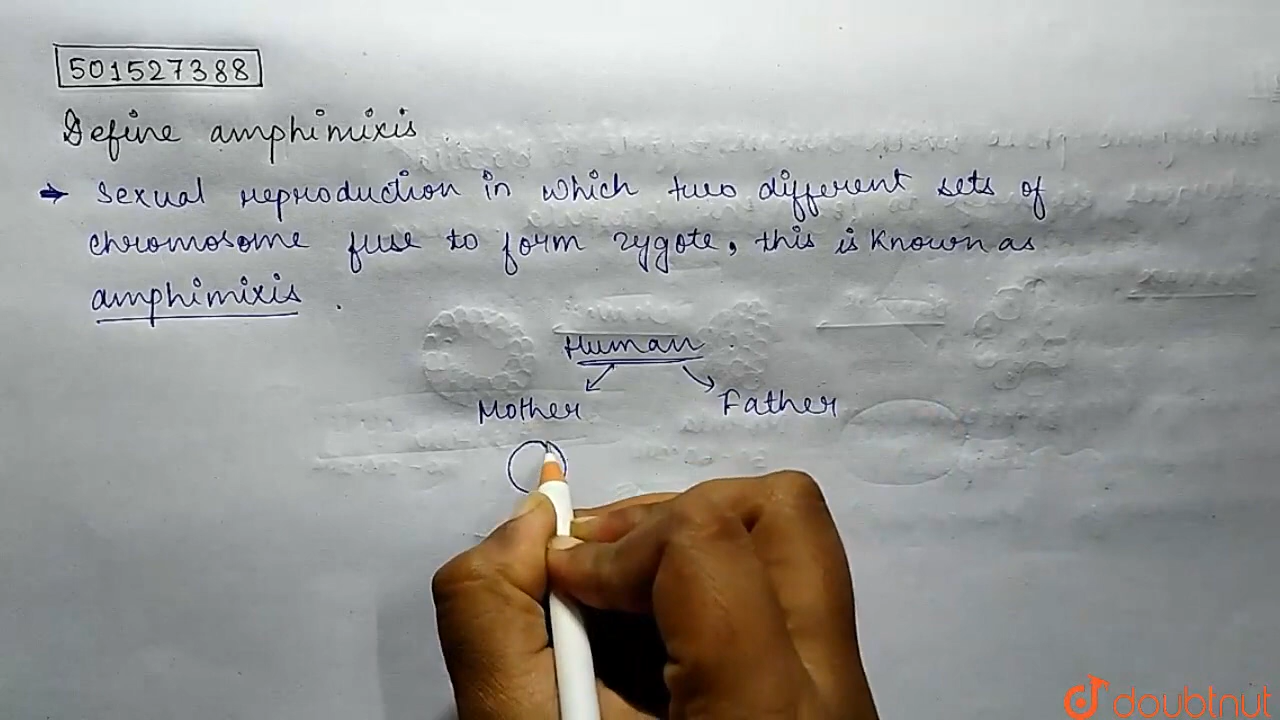 501527388
Define amphimixis
→ Sexual reproduction in which two different sets of
chromosome fuse to form zygote, this is known as
amphimixis.
Human
Mother Father
doubtnut